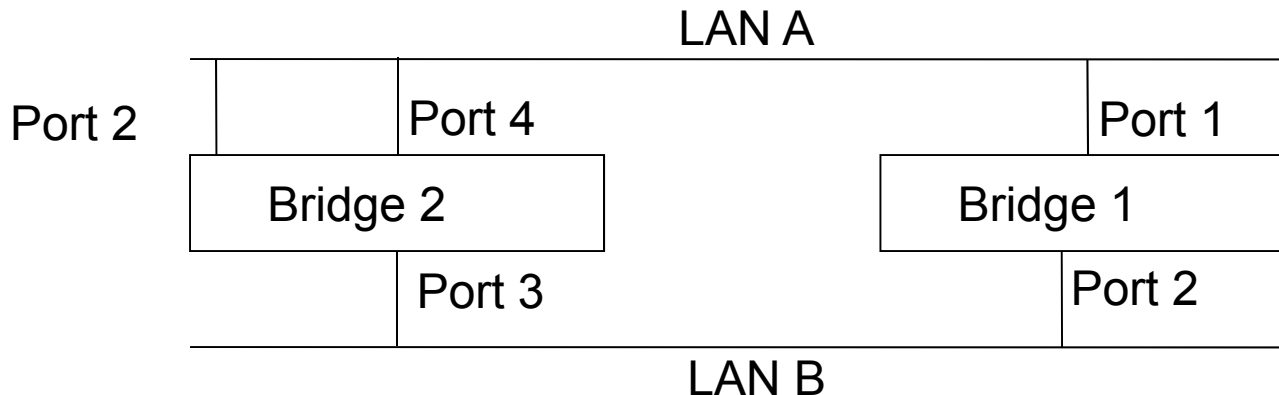 LAN A
Port 2
Port 4
Port 1
Bridge 2
Bridge 1
Port 3
Port 2
LAN B